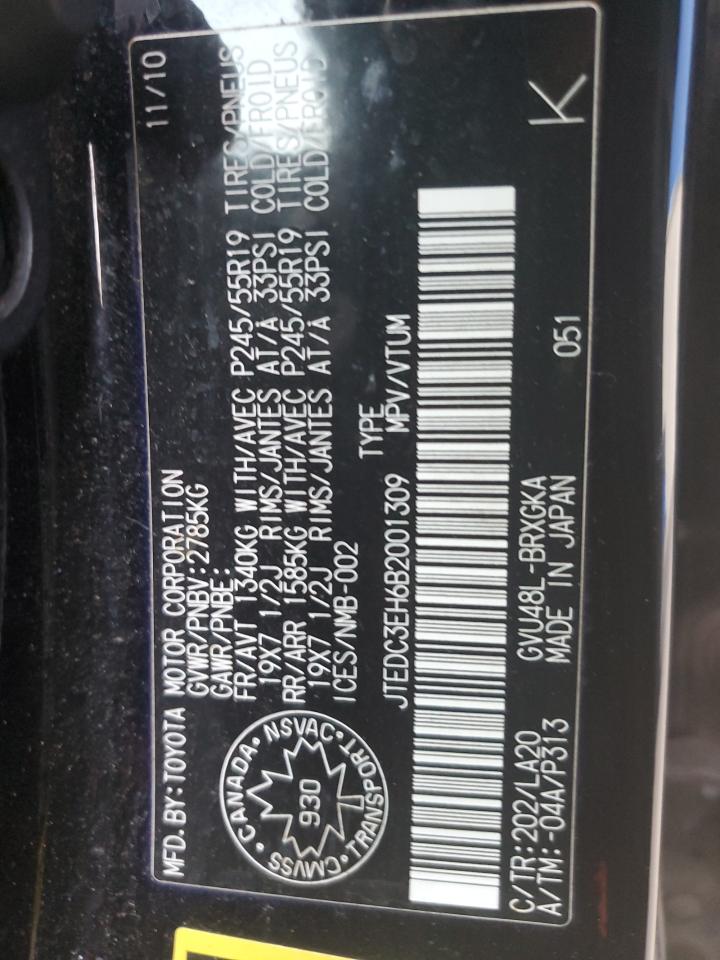 MFD. BY: TOYOTA MOTOR CORPORATION 11/10
GVWR/PNBV: 2785KG
GAWR/PNBE:
FR/AVT 1340KG WITH/AVEC P245/55R19 TIRES/PNEUS
19X7 1/2J RIMS/JANTES AT/À 33PSI COLD/FROID
RR/ARR 1585KG WITH/AVEC P245/55R19 TIRES/PNEUS
19X7 1/2J RIMS/JANTES AT/À 33PSI COLD/FROID
ICES/NMB-002
CANADA • NSVAC • TRANSPORT • CMVSS •
930
TYPE
JTEDC3EH6B2001309 MPV/VTUM
C/TR: 202/LA20 GVU48L-BRXGKA
A/TM: -04A/P313 MADE IN JAPAN 051 K